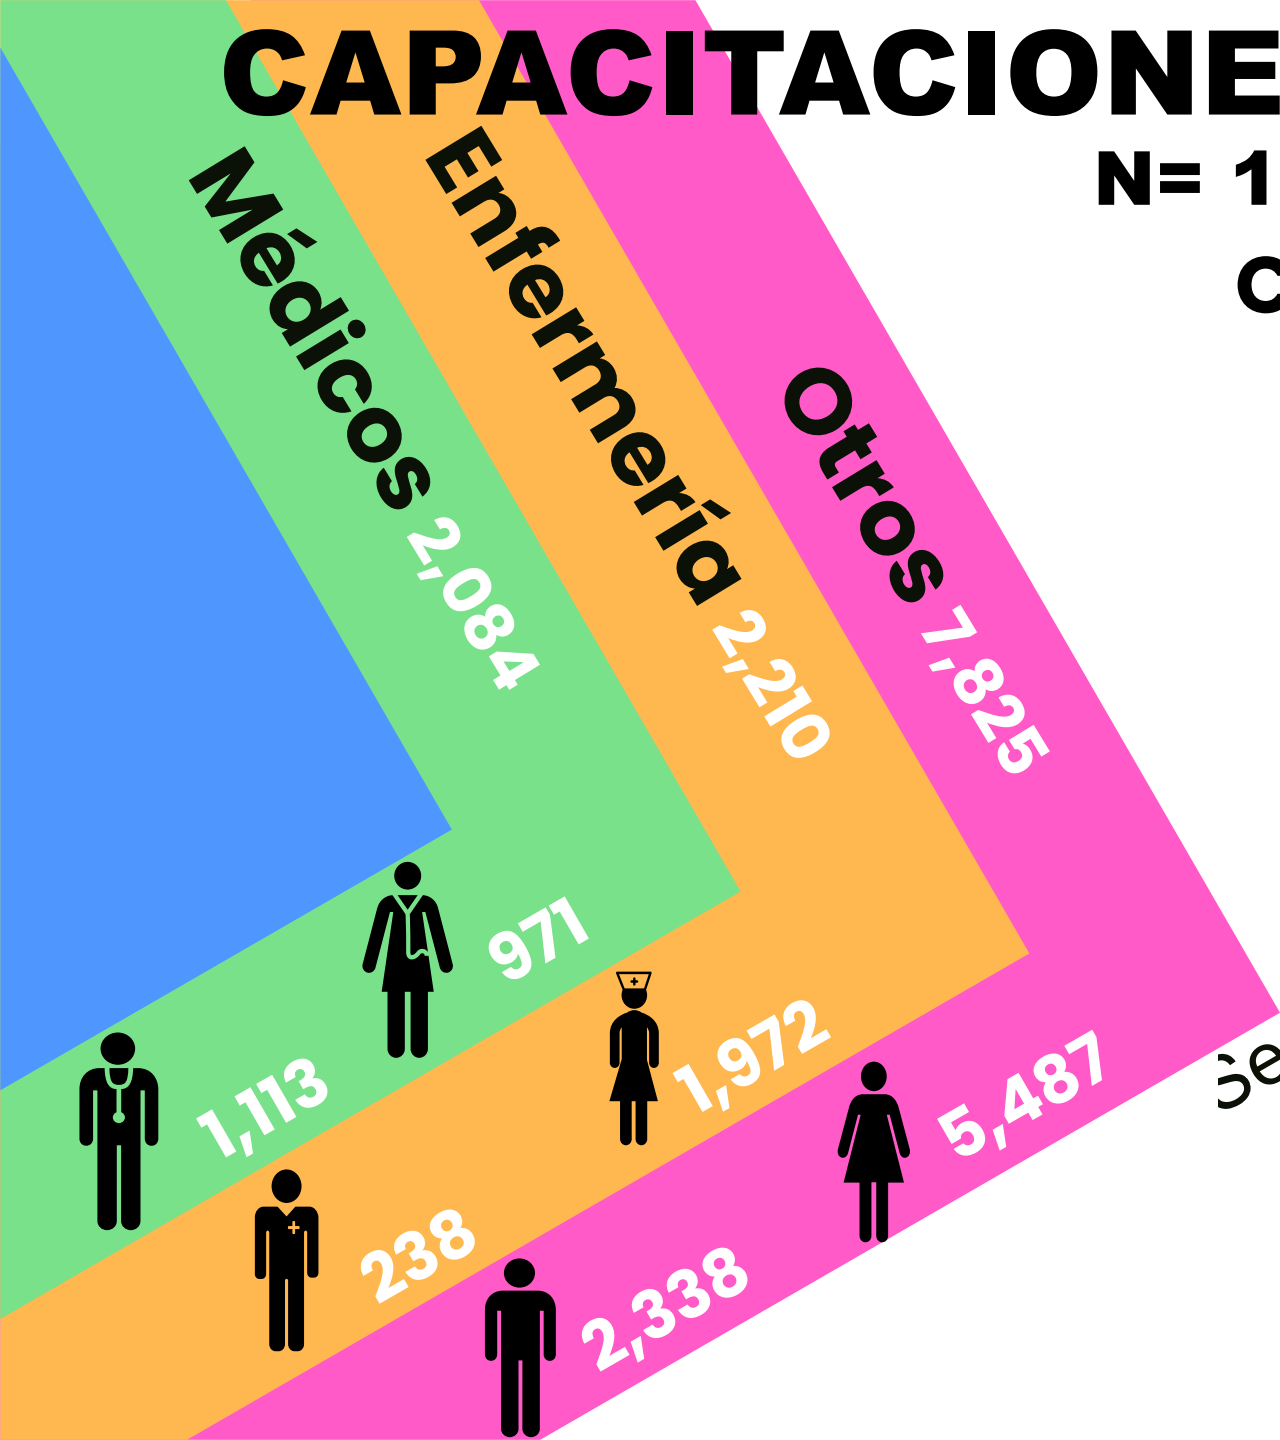 CAPACITACIONE
N= 1
C
Médicos 2,084
Enfermería 2,210
Otros 7,825
971
1,113
1,972
238
5,487
2,338
Se